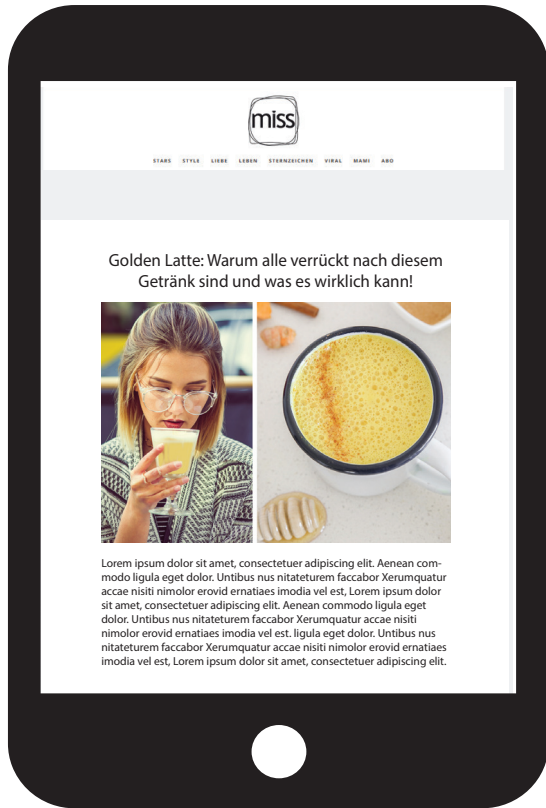 miss
STARS STYLE LIEBE LEBEN STERNZEICHEN VIRAL MAMI ABO
Golden Latte: Warum alle verrückt nach diesem
Getränk sind und was es wirklich kann!
Lorem ipsum dolor sit amet, consectetuer adipiscing elit. Aenean com-
modo ligula eget dolor. Untibus nus nitateturem faccabor Xerumquatur
accae nisiti nimolor erovid ernatiaes imodia vel est, Lorem ipsum dolor
sit amet, consectetuer adipiscing elit. Aenean commodo ligula eget
dolor. Untibus nus nitateturem faccabor Xerumquatur accae nisiti
nimolor erovid ernatiaes imodia vel est. ligula eget dolor. Untibus nus
nitateturem faccabor Xerumquatur accae nisiti nimolor erovid ernatiaes
imodia vel est, Lorem ipsum dolor sit amet, consectetuer adipiscing elit.